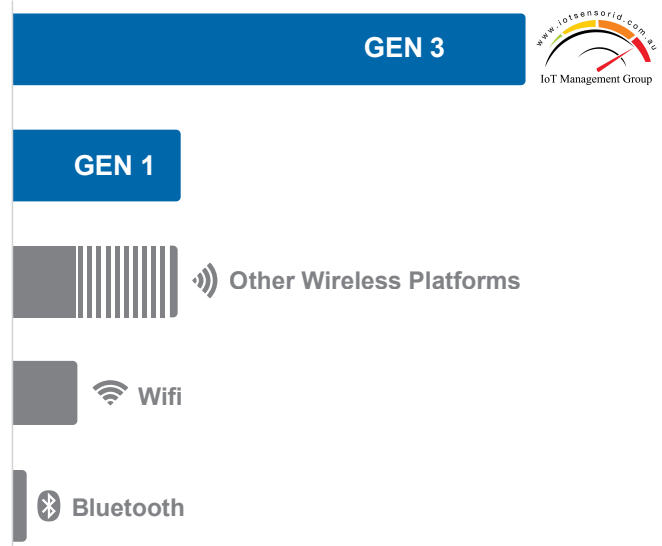 GEN 3
www.iotsensorid.com.au
IoT Management Group
GEN 1
Other Wireless Platforms
Wifi
Bluetooth